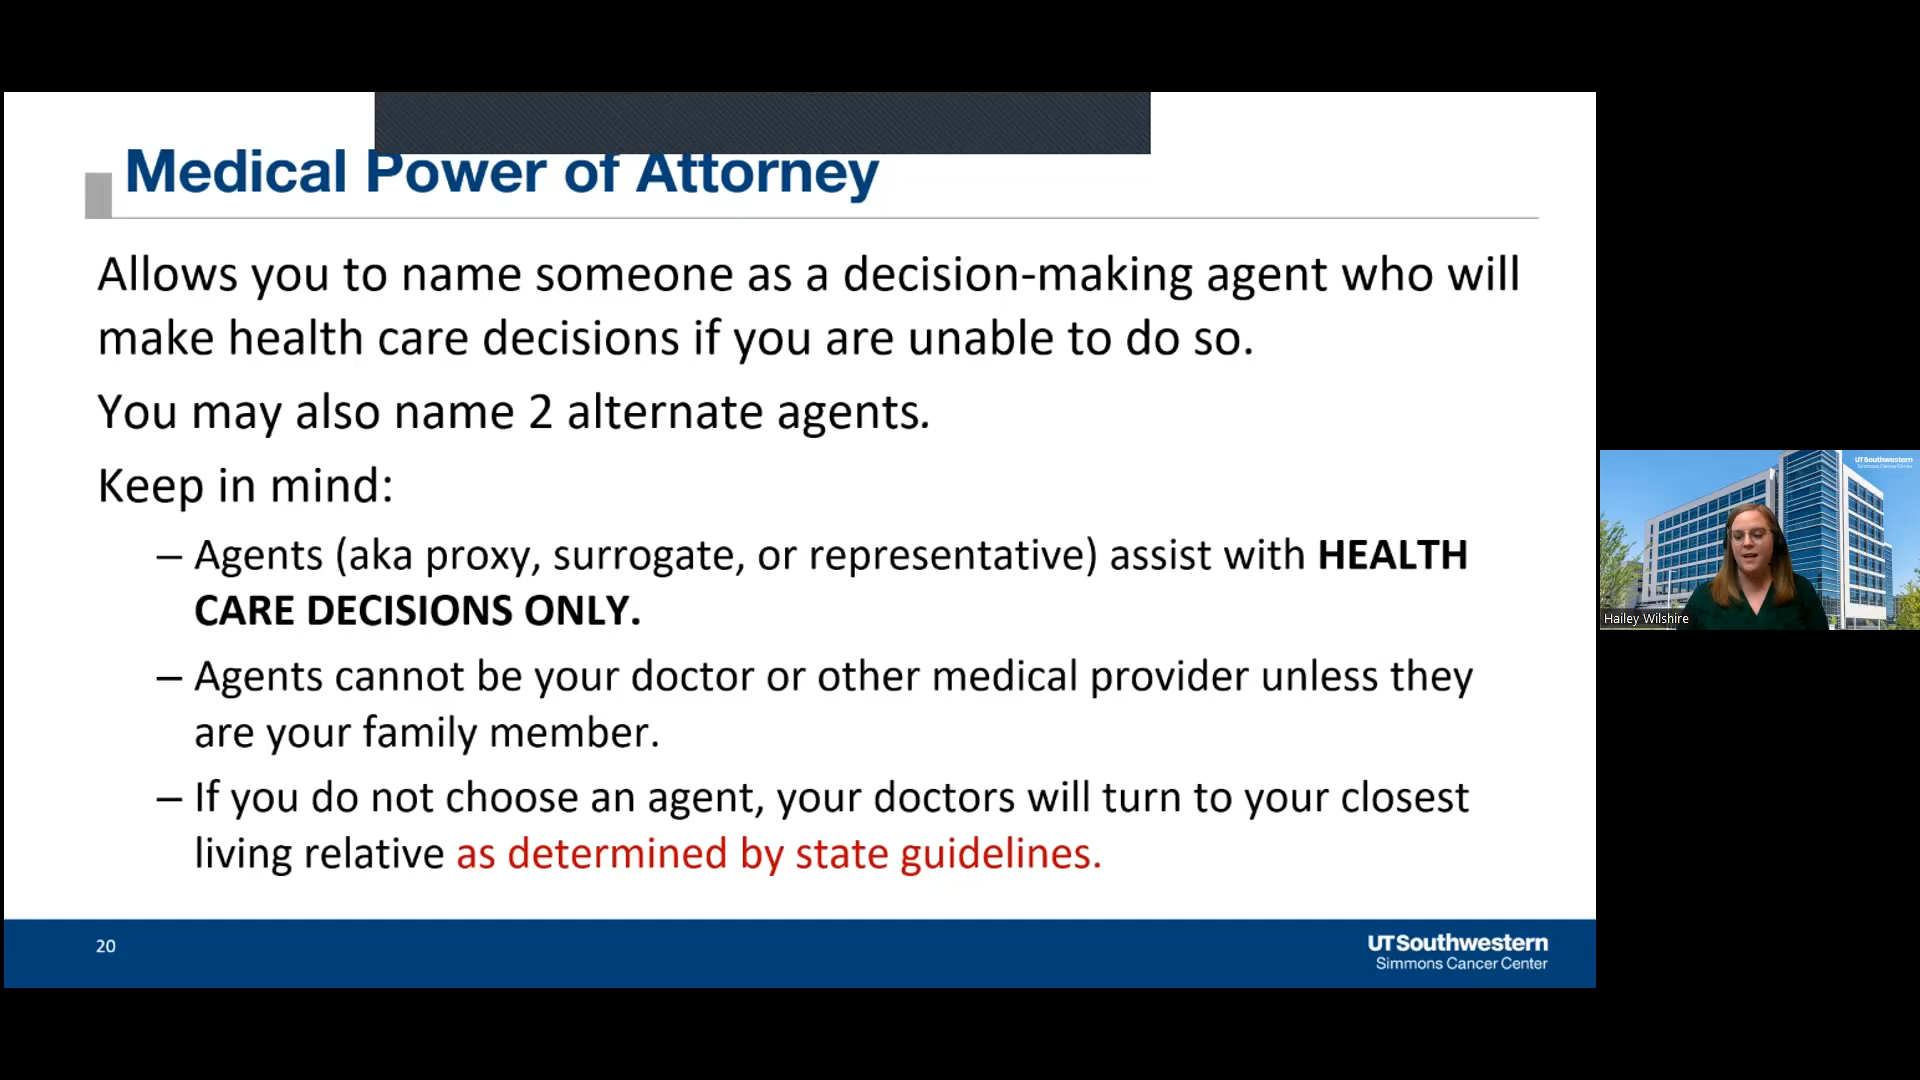 Medical Power of Attorney
Allows you to name someone as a decision-making agent who will
make health care decisions if you are unable to do so.
You may also name 2 alternate agents.
Keep in mind:
– Agents (aka proxy, surrogate, or representative) assist with HEALTH
CARE DECISIONS ONLY.
– Agents cannot be your doctor or other medical provider unless they
are your family member.
– If you do not choose an agent, your doctors will turn to your closest
living relative as determined by state guidelines.
20
UTSouthwestern
Simmons Cancer Center
UTSouthwestern
Simmons Cancer Center
Hailey Wilshire